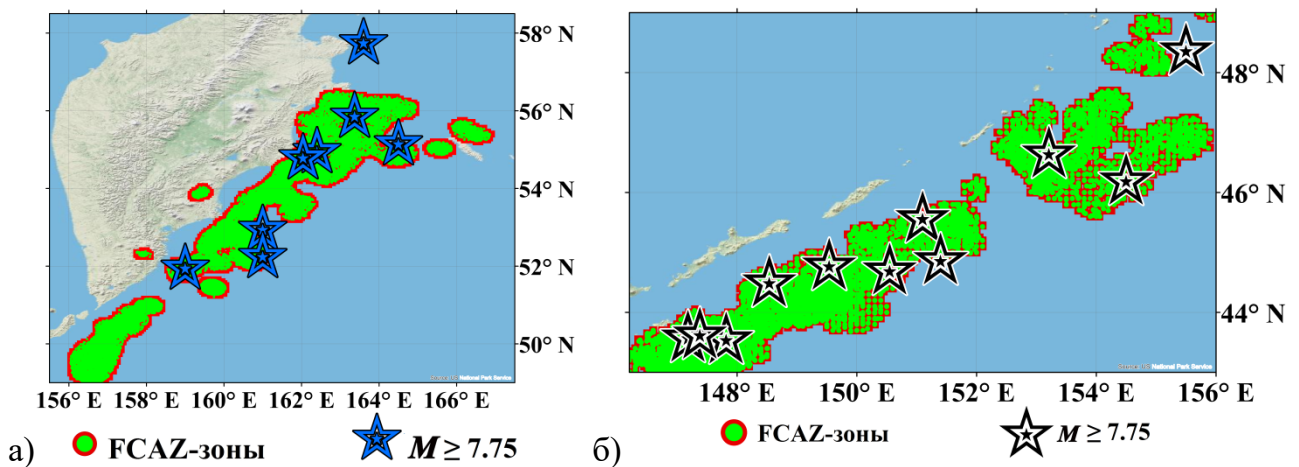 58° N
56° N
54° N
52° N
50° N
156° E 158° E 160° E 162° E 164° E 166° E
а) FCAZ-зоны M ≥ 7.75
48° N
46° N
44° N
148° E 150° E 152° E 154° E 156° E
б) FCAZ-зоны M ≥ 7.75